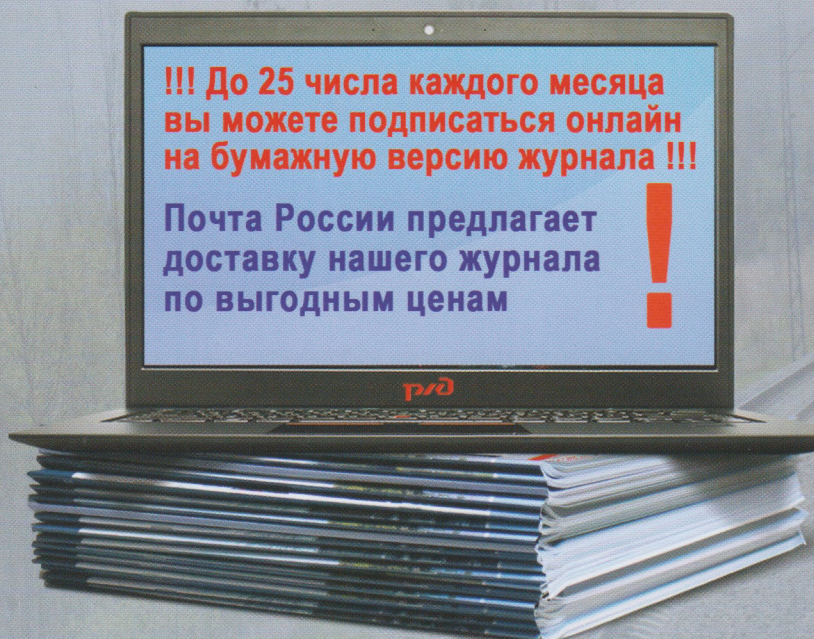 !!! До 25 числа каждого месяца
вы можете подписаться онлайн
на бумажную версию журнала !!!
Почта России предлагает
доставку нашего журнала
по выгодным ценам
!
ржд